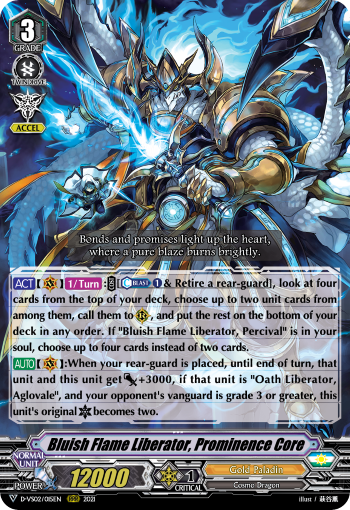 3
GRADE
TWIN DRIVE
ACCEL
Bonds and promises light up the heart,
where a pure blaze burns brightly.
ACT [ ] 1/Turn : [ BLAST 1 & Retire a rear-guard], look at four
cards from the top of your deck, choose up to two unit cards from
among them, call them to , and put the rest on the bottom of your
deck in any order. If "Bluish Flame Liberator, Percival" is in your
soul, choose up to four cards instead of two cards.
AUTO [ ]:When your rear-guard is placed, until end of turn, that
unit and this unit get +3000, if that unit is "Oath Liberator,
Aglovale", and your opponent's vanguard is grade 3 or greater, this
unit's original becomes two.
Bluish Flame Liberator, Prominence Core
NORMAL
UNIT
POWER
12000
1
CRITICAL
Gold Paladin
Cosmo Dragon
V D-VS02/015EN RRR 2021
Illust / 萩谷薫